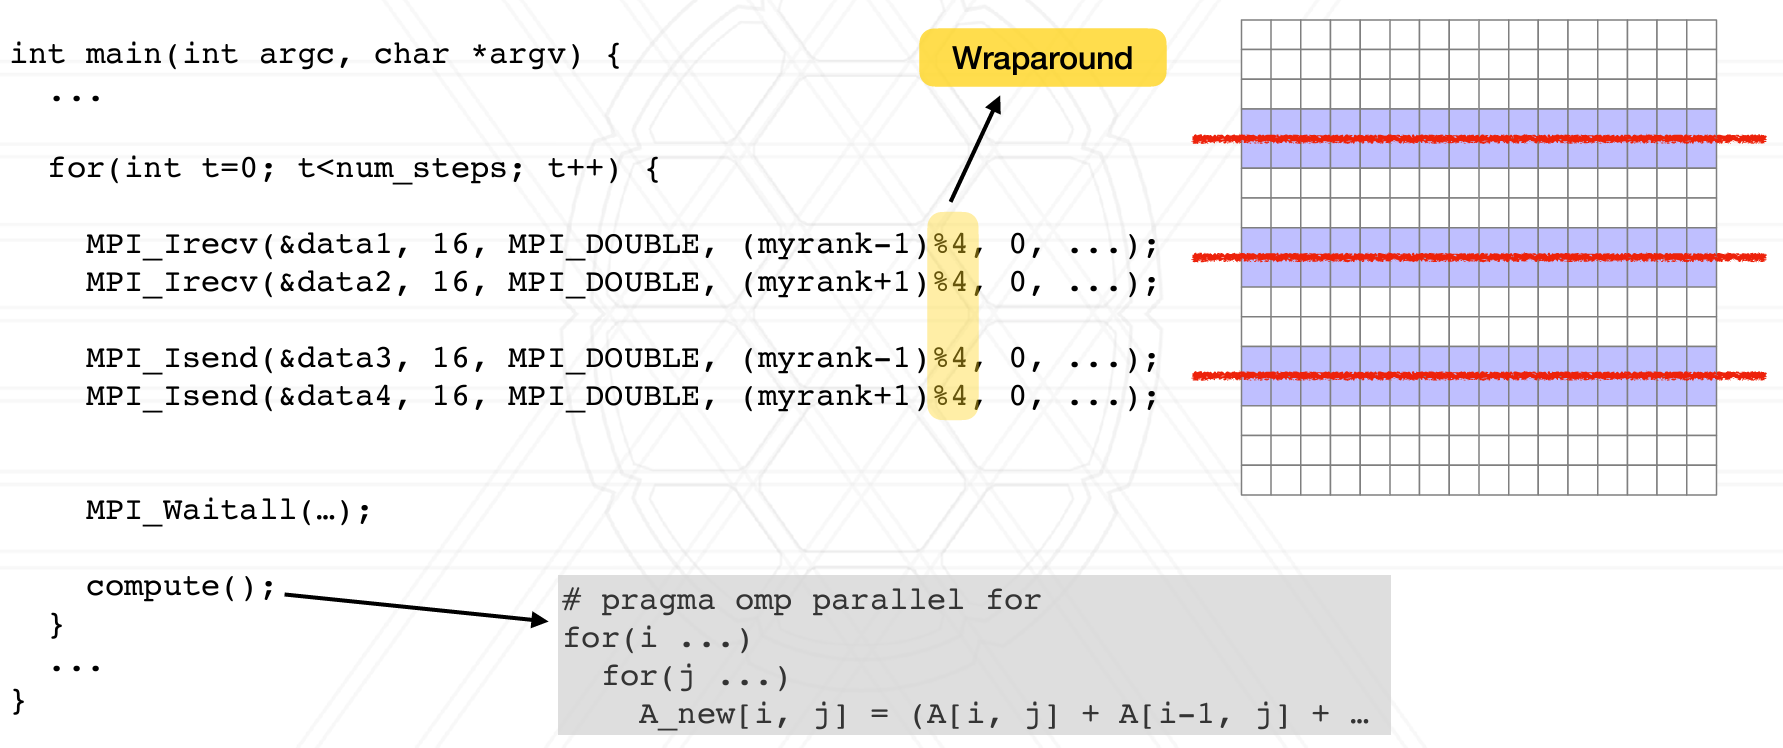 int main(int argc, char *argv) {
...
for(int t=0; t<num_steps; t++) {
MPI_Irecv(&data1, 16, MPI_DOUBLE, (myrank-1)%4, 0, ...);
MPI_Irecv(&data2, 16, MPI_DOUBLE, (myrank+1)%4, 0, ...);
MPI_Isend(&data3, 16, MPI_DOUBLE, (myrank-1)%4, 0, ...);
MPI_Isend(&data4, 16, MPI_DOUBLE, (myrank+1)%4, 0, ...);
MPI_Waitall(…);
compute();
}
...
}
Wraparound
# pragma omp parallel for
for(i ...)
for(j ...)
A_new[i, j] = (A[i, j] + A[i-1, j] + …